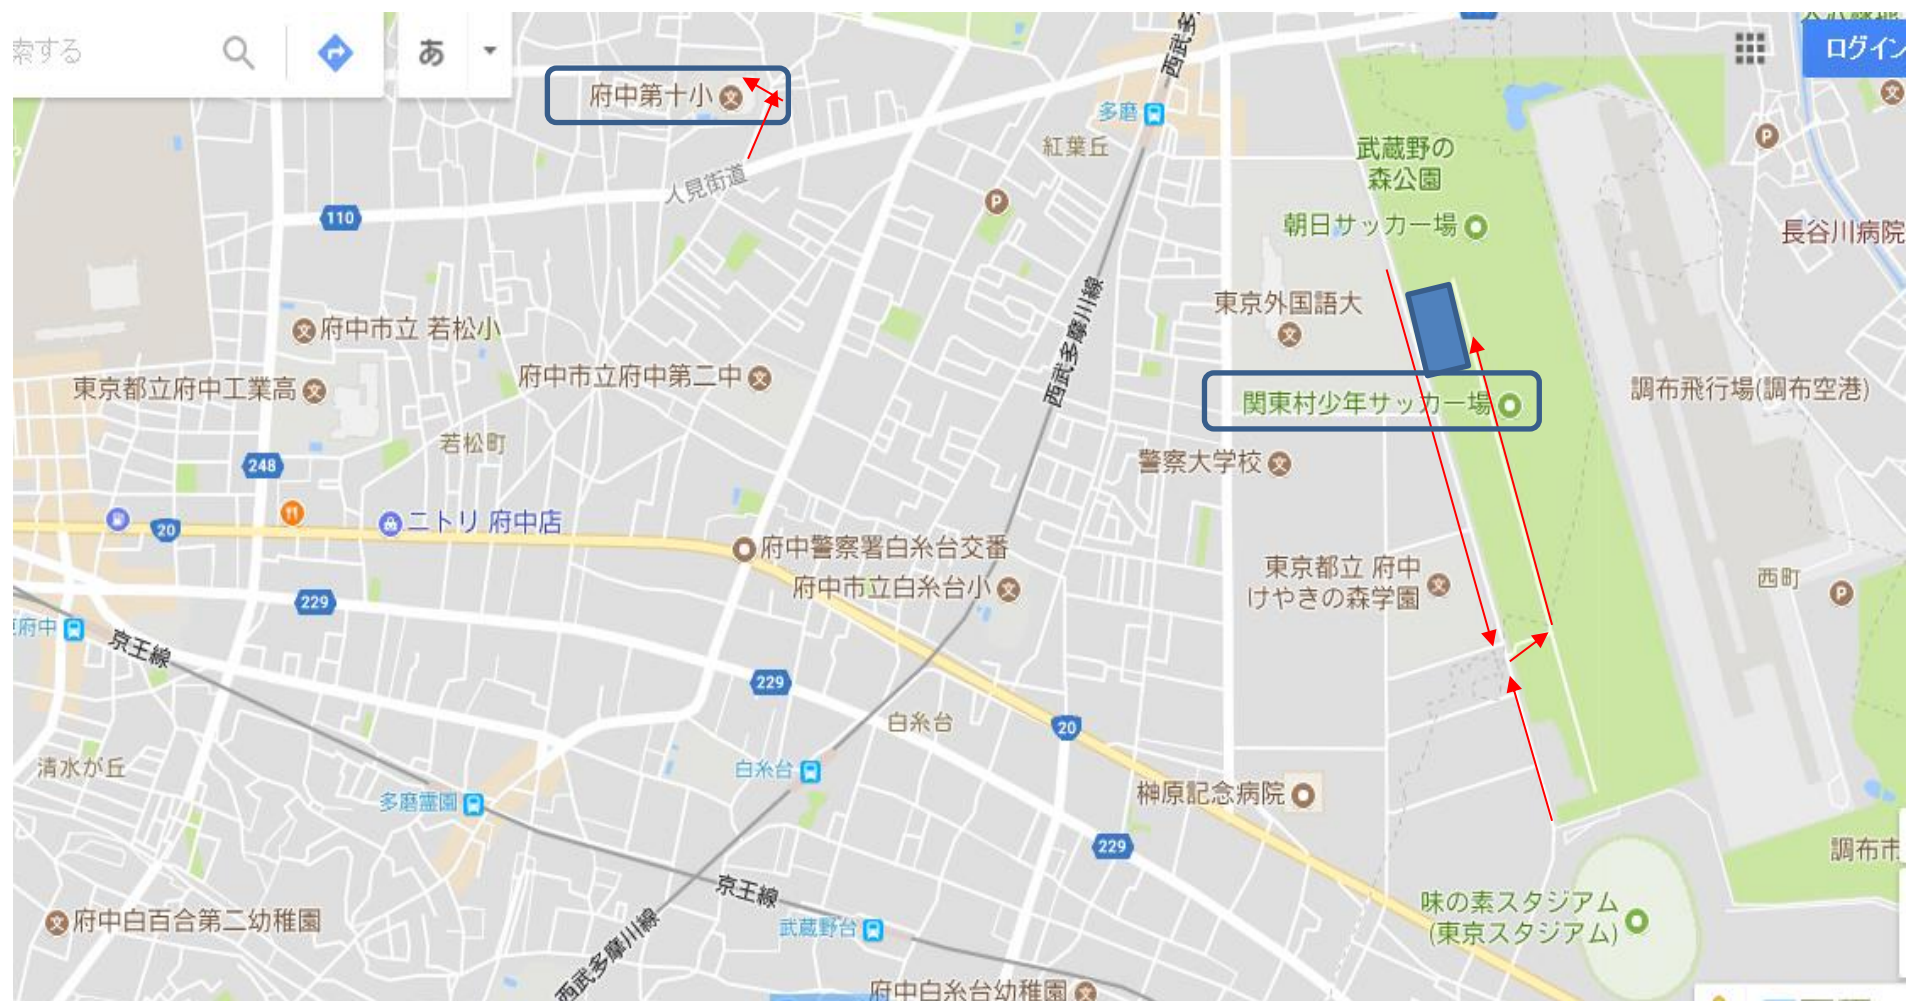 索する
あ
ログイン
府中第十小
多磨
紅葉丘
人見街道
110
武蔵野の
森公園
朝日サッカー場
P
P
長谷川病院
東京外国語大
府中市立 若松小
府中市立府中第二中
東京都立府中工業高
西武多摩川線
関東村少年サッカー場
調布飛行場(調布空港)
若松町
248
警察大学校
20
ニトリ 府中店
府中警察署白糸台交番
府中市立白糸台小
東京都立 府中
けやきの森学園
西町
P
229
府中
京王線
229
白糸台
20
清水が丘
多磨霊園
白糸台
榊原記念病院
229
調布市
京王線
味の素スタジアム
(東京スタジアム)
府中白百合第二幼稚園
武蔵野台
西武多摩川線
府中白糸台幼稚園